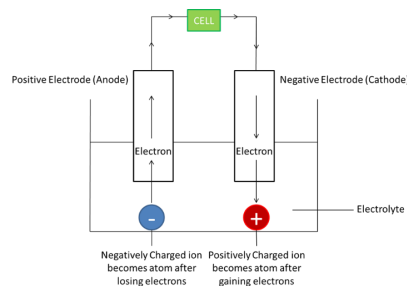 CELL
Positive Electrode (Anode)
Negative Electrode (Cathode)
Electron
Electron
-
+
Electrolyte
Negatively Charged ion
becomes atom after
losing electrons
Positively Charged ion
becomes atom after
gaining electrons